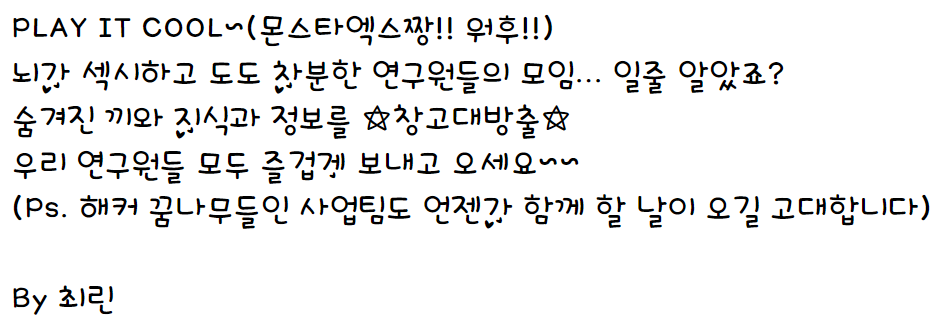 PLAY IT COOL~(몬스타엑스짱!! 워후!!)
뇌가 섹시하고 도도 차분한 연구원들의 모임... 일줄 알았죠?
숨겨진 끼와 지식과 정보를 ☆창고대방출☆
우리 연구원들 모두 즐겁게 보내고 오세요~~
(Ps. 해커 꿈나무들인 사업팀도 언젠가 함께 할 날이 오길 고대합니다)
By 최린